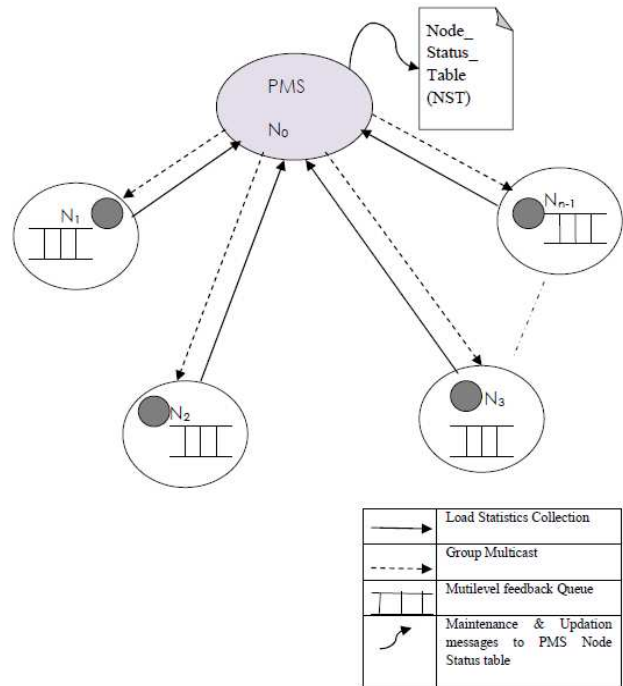 Node_
Status_
Table
(NST)
PMS
N0
N1
Nn-1
N2
N3
Load Statistics Collection
Group Multicast
Mutilevel feedback Queue
Maintenance & Updation
messages to PMS Node
Status table